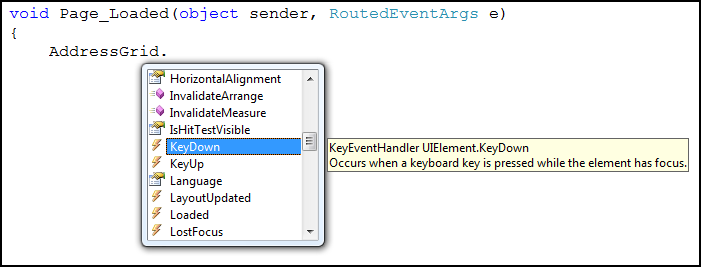 void Page_Loaded(object sender, RoutedEventArgs e)
{
AddressGrid.
HorizontalAlignment
InvalidateArrange
InvalidateMeasure
IsHitTestVisible
KeyDown
KeyUp
Language
LayoutUpdated
Loaded
LostFocus
KeyEventHandler UIElement.KeyDown
Occurs when a keyboard key is pressed while the element has focus.